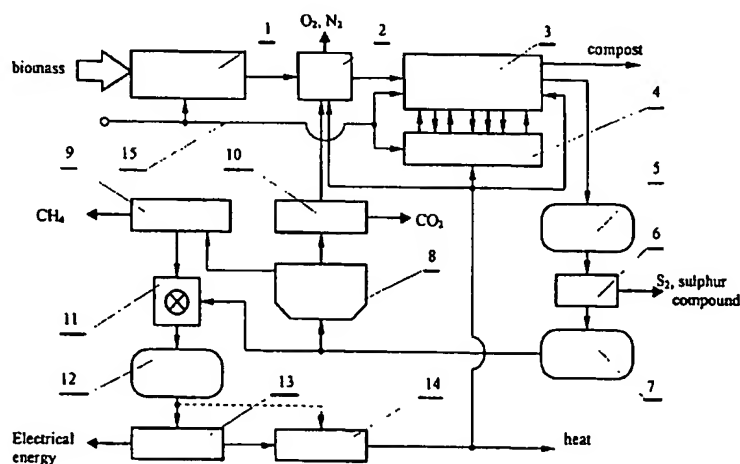 O₂, N₂
1
2
3
compost
biomass
4
15
9
10
5
CH₄
CO₂
6
8
S₂, sulphur
compound
11
12
13
14
7
Electrical
energy
heat